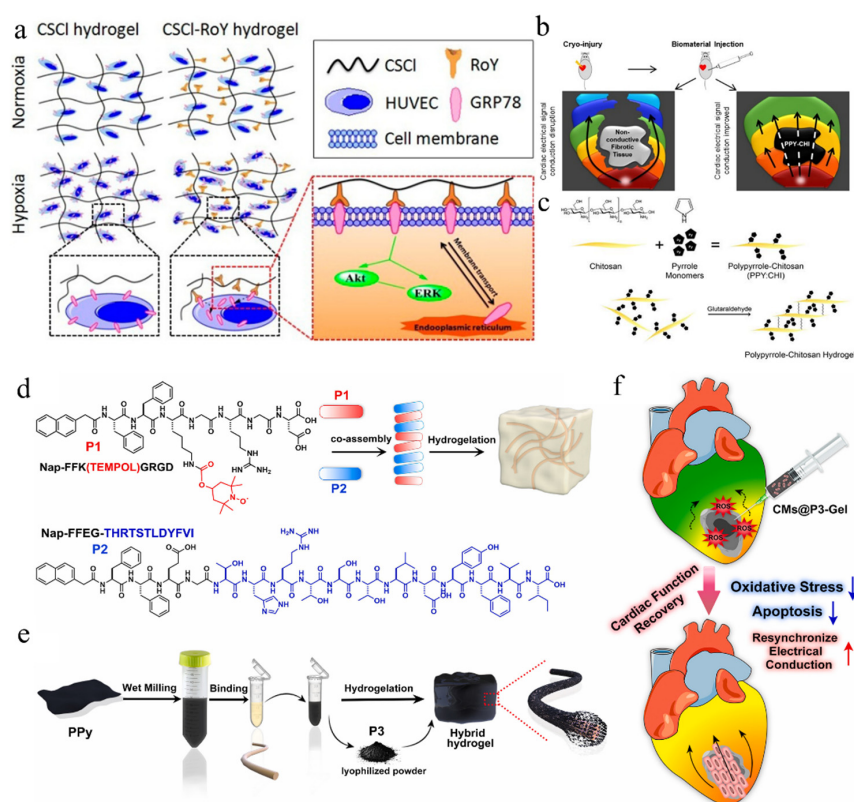 a
CSCl hydrogel
CSCl-RoY hydrogel
Normoxia
Hypoxia
CSCl
RoY
HUVEC
GRP78
Cell membrane
Akt
ERK
Membrane transport
Endoplasmic reticulum
b
Cryo-injury
Biomaterial Injection
Cardiac electrical signal
conduction disruption
Non-
conductive
Fibrotic
Tissue
Cardiac electrical signal
conduction improved
PPY-CHI
c
Chitosan
+
Pyrrole
Monomers
=
Polypyrrole-Chitosan
(PPY:CHI)
Glutaraldehyde
Polypyrrole-Chitosan Hydroge
d
P1
Nap-FFK(TEMPOL)GRGD
P1
co-assembly
P2
Hydrogelation
Nap-FFEG-THRTSTLDYFVI
P2
e
PPy
Wet Milling
Binding
Hydrogelation
P3
lyophilized powder
Hybrid
hydrogel
f
ROS
ROS
ROS
CMs@P3-Gel
Cardiac Function
Recovery
Oxidative Stress
Apoptosis
Resynchronize
Electrical
Conduction